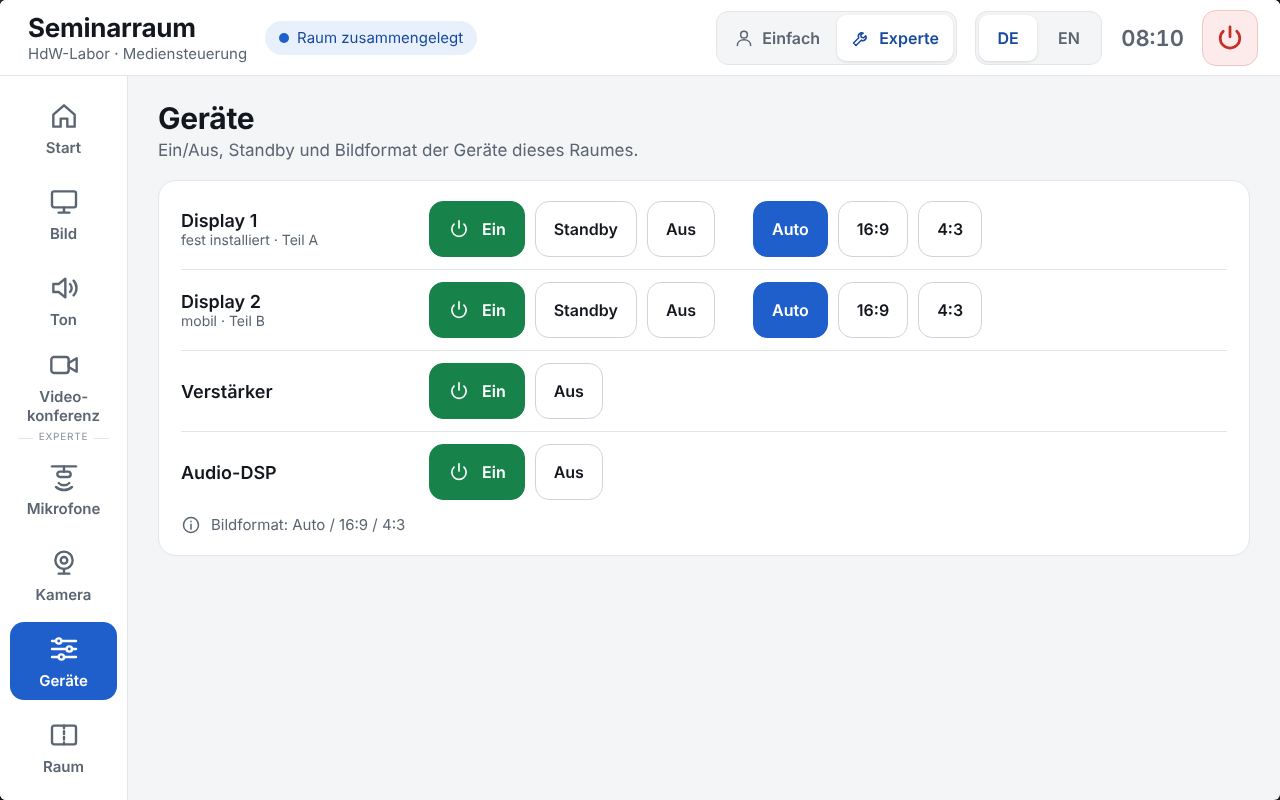 Seminarraum
HdW-Labor · Mediensteuerung
Raum zusammengelegt
Einfach
Experte
DE
EN
08:10
Start
Bild
Ton
Video-
konferenz
EXPERTE
Mikrofone
Kamera
Geräte
Raum
Geräte
Ein/Aus, Standby und Bildformat der Geräte dieses Raumes.
Display 1
fest installiert · Teil A
Ein
Standby
Aus
Auto
16:9
4:3
Display 2
mobil · Teil B
Ein
Standby
Aus
Auto
16:9
4:3
Verstärker
Ein
Aus
Audio-DSP
Ein
Aus
Bildformat: Auto / 16:9 / 4:3